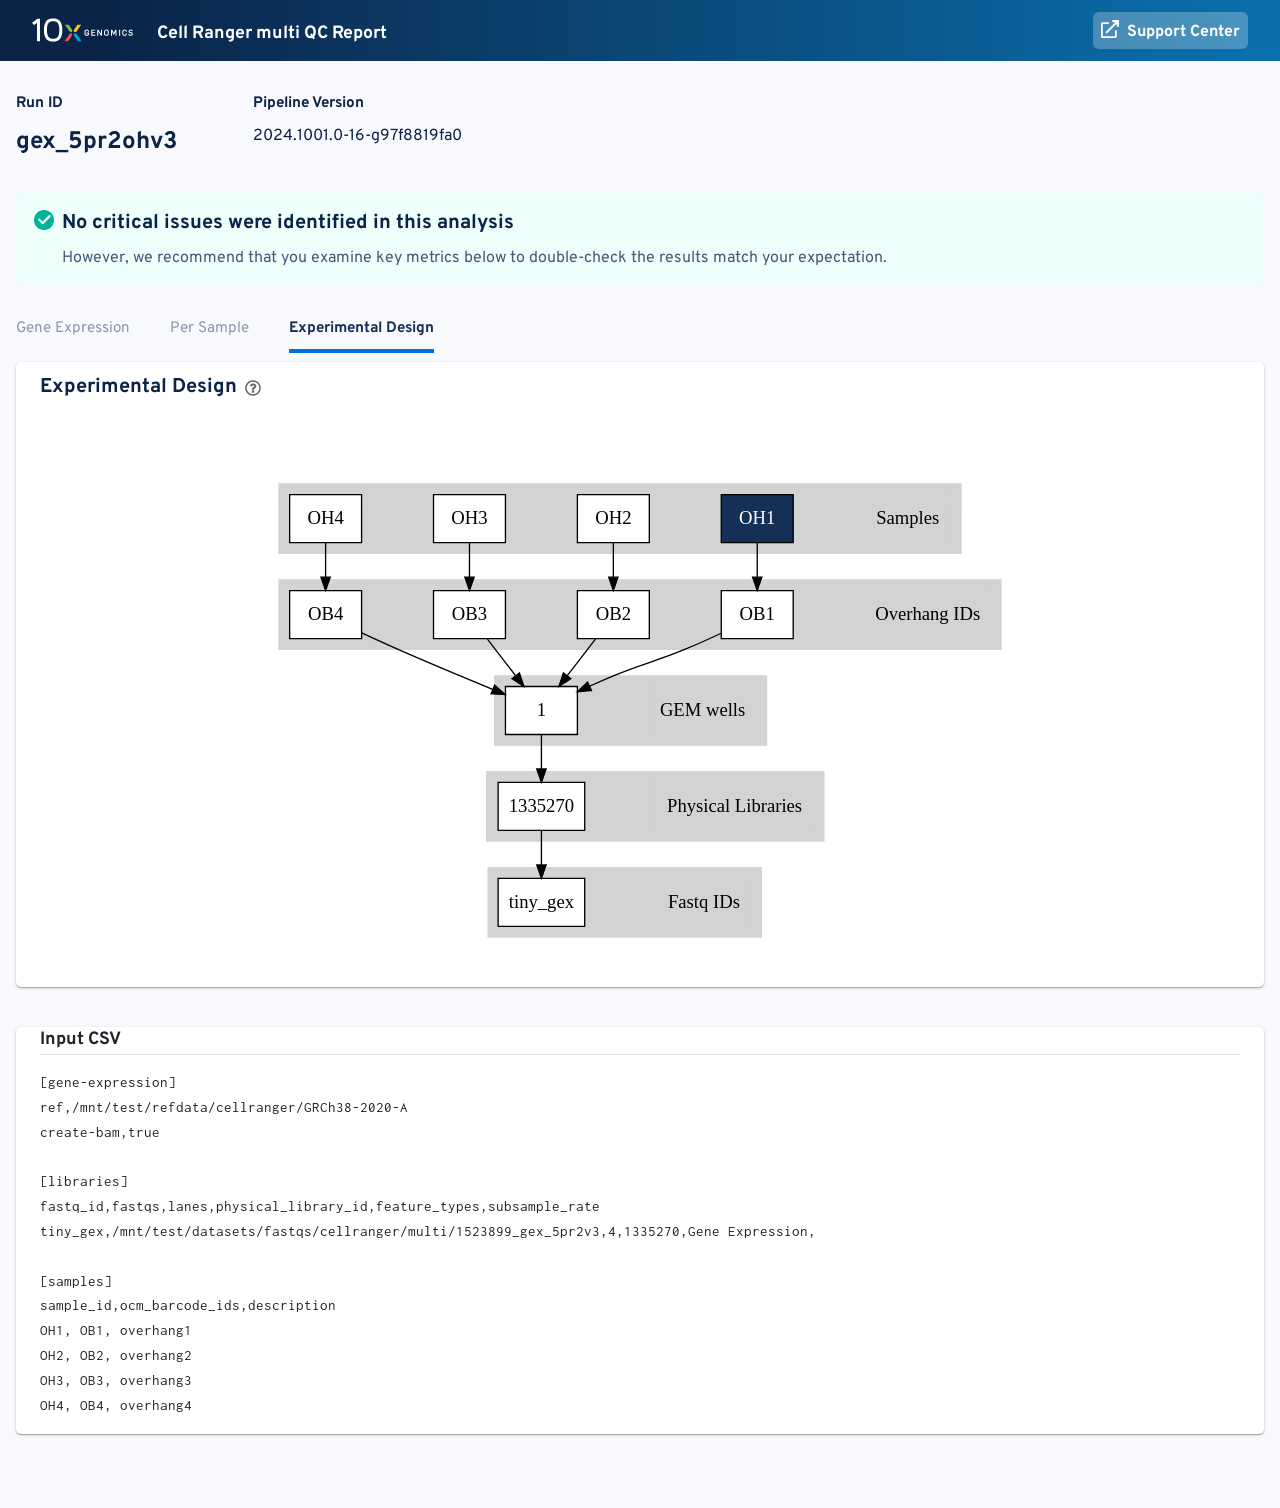 10x GENOMICS Cell Ranger multi QC Report Support Center
Run ID Pipeline Version
gex_5pr2ohv3 2024.1001.0-16-g97f8819fa0
No critical issues were identified in this analysis
However, we recommend that you examine key metrics below to double-check the results match your expectation.
Gene Expression Per Sample Experimental Design
Experimental Design ?
OH4 OH3 OH2 OH1 Samples
OB4 OB3 OB2 OB1 Overhang IDs
1 GEM wells
1335270 Physical Libraries
tiny_gex Fastq IDs
Input CSV
[gene-expression]
ref,/mnt/test/refdata/cellranger/GRCh38-2020-A
create-bam,true
[libraries]
fastq_id,fastqs,lanes,physical_library_id,feature_types,subsample_rate
tiny_gex,/mnt/test/datasets/fastqs/cellranger/multi/1523899_gex_5pr2v3,4,1335270,Gene Expression,
[samples]
sample_id,ocm_barcode_ids,description
OH1, OB1, overhang1
OH2, OB2, overhang2
OH3, OB3, overhang3
OH4, OB4, overhang4